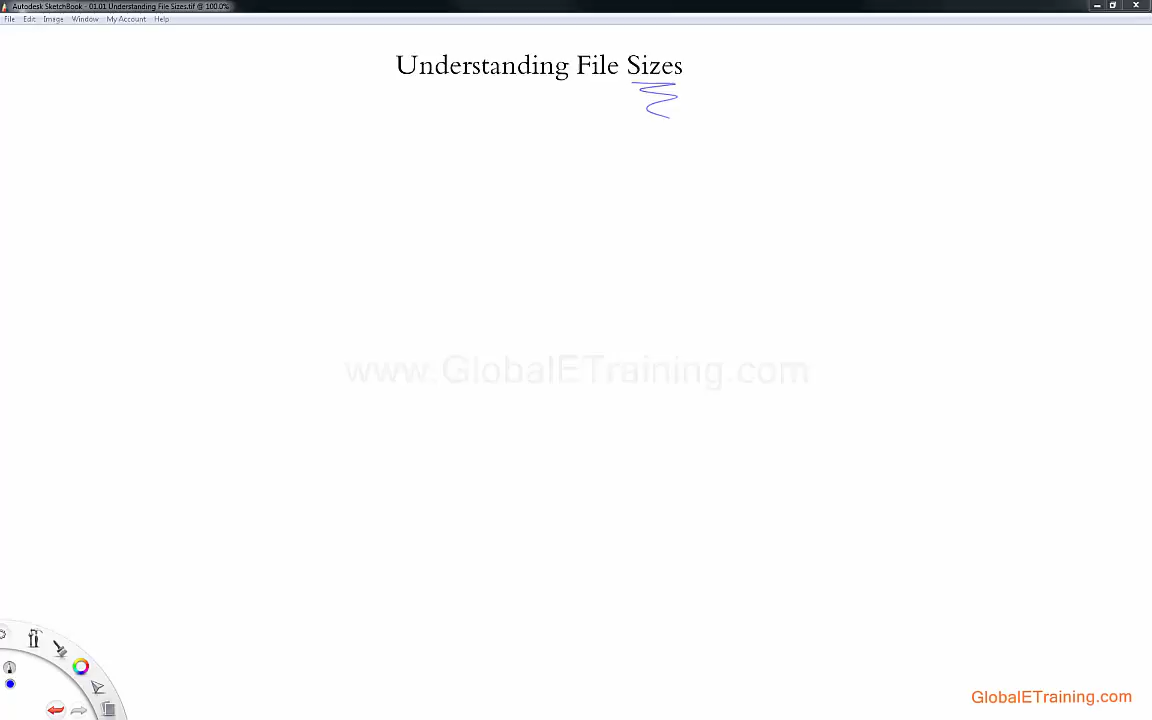 Autodesk SketchBook - 01.01 Understanding File Sizes.tif @ 100.0%
File Edit Image Window My Account Help
Understanding File Sizes
www.GlobalETraining.com
GlobalETraining.com